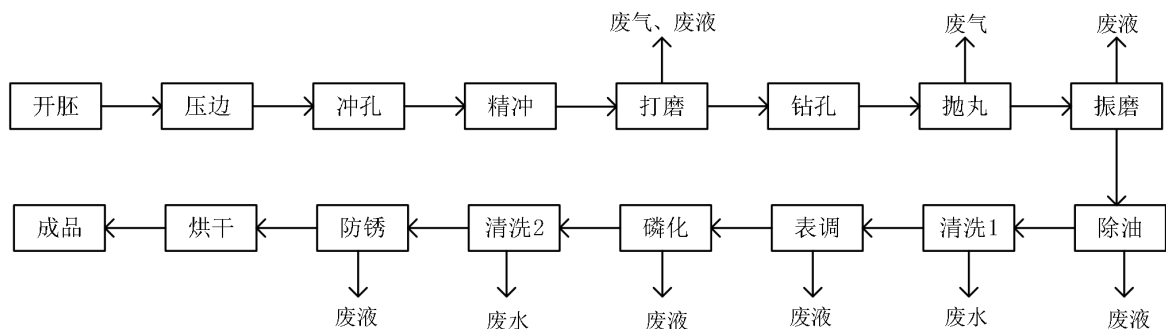 废气、废液
废气
废液
开胚
压边
冲孔
精冲
打磨
钻孔
抛丸
振磨
成品
烘干
防锈
清洗2
磷化
表调
清洗1
除油
废液
废水
废液
废液
废水
废液